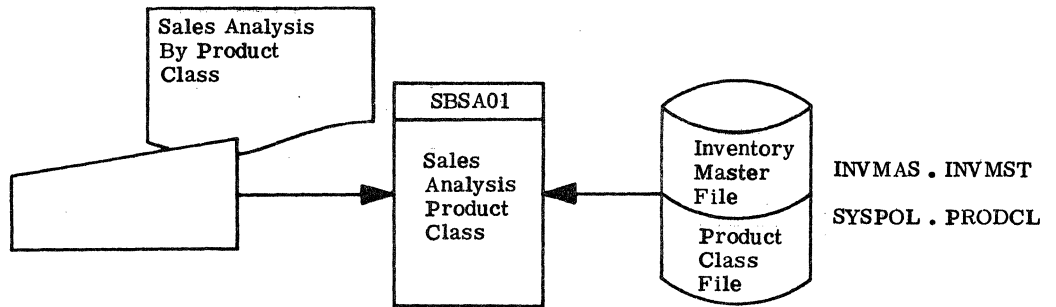 Sales Analysis
By Product
Class
SBSA01
Sales
Analysis
Product
Class
Inventory
Master
File
Product
Class
File
INVMAS . INVMST
SYSPOL . PRODCL